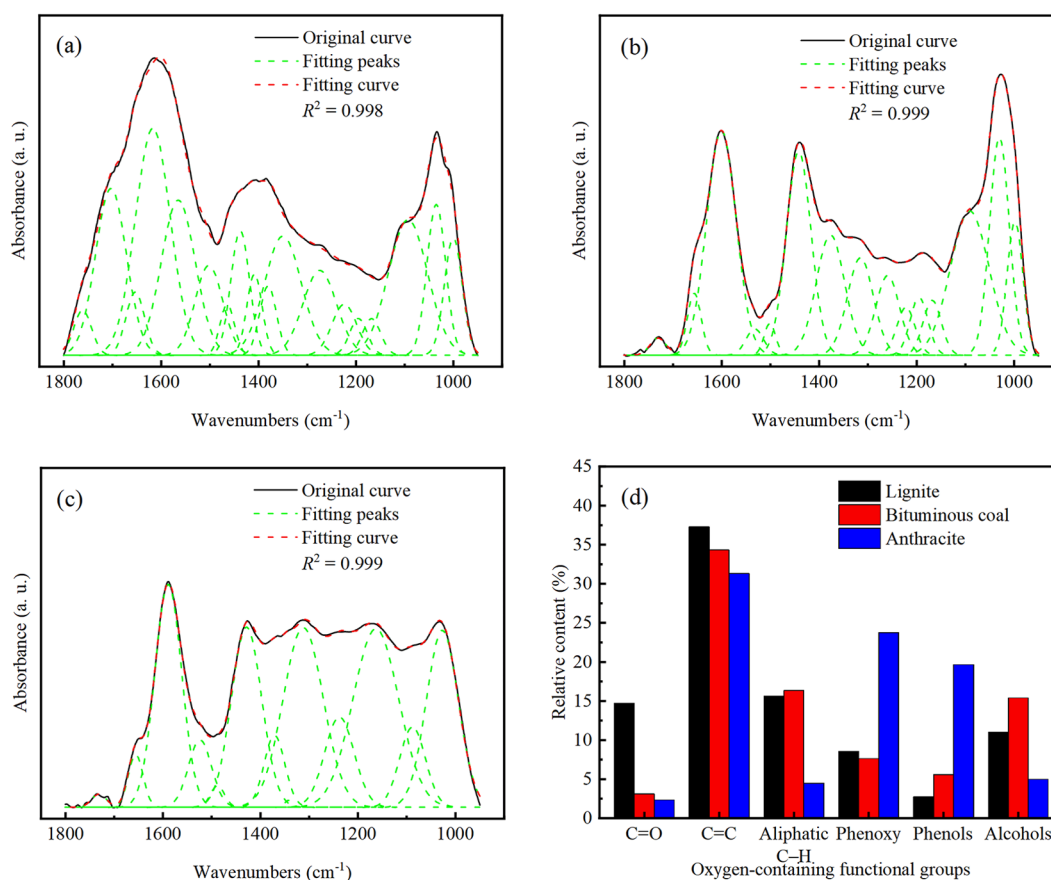 (a)
Original curve
Fitting peaks
Fitting curve
R² = 0.998
Absorbance (a. u.)
1800 1600 1400 1200 1000
Wavenumbers (cm⁻¹)
(b)
Original curve
Fitting peaks
Fitting curve
R² = 0.999
Absorbance (a. u.)
1800 1600 1400 1200 1000
Wavenumbers (cm⁻¹)
(c)
Original curve
Fitting peaks
Fitting curve
R² = 0.999
Absorbance (a. u.)
1800 1600 1400 1200 1000
Wavenumbers (cm⁻¹)
(d)
Lignite
Bituminous coal
Anthracite
Relative content (%)
45
40
35
30
25
20
15
10
5
0
C=O C=C Aliphatic Phenoxy Phenols Alcohols
C–H
Oxygen-containing functional groups